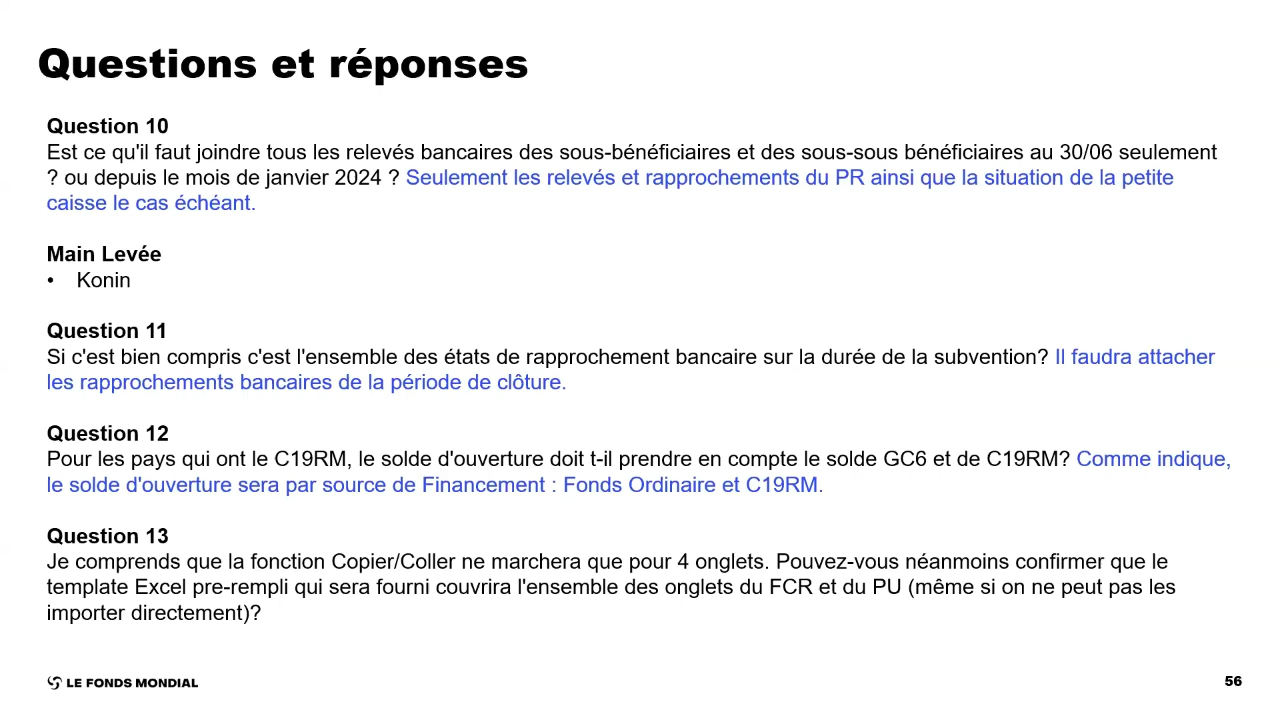 Questions et réponses
Question 10
Est ce qu'il faut joindre tous les relevés bancaires des sous-bénéficiaires et des sous-sous bénéficiaires au 30/06 seulement
? ou depuis le mois de janvier 2024 ? Seulement les relevés et rapprochements du PR ainsi que la situation de la petite
caisse le cas échéant.
Main Levée
• Konin
Question 11
Si c'est bien compris c'est l'ensemble des états de rapprochement bancaire sur la durée de la subvention? Il faudra attacher
les rapprochements bancaires de la période de clôture.
Question 12
Pour les pays qui ont le C19RM, le solde d'ouverture doit t-il prendre en compte le solde GC6 et de C19RM? Comme indique,
le solde d'ouverture sera par source de Financement : Fonds Ordinaire et C19RM.
Question 13
Je comprends que la fonction Copier/Coller ne marchera que pour 4 onglets. Pouvez-vous néanmoins confirmer que le
template Excel pre-rempli qui sera fourni couvrira l'ensemble des onglets du FCR et du PU (même si on ne peut pas les
importer directement)?
LE FONDS MONDIAL
56